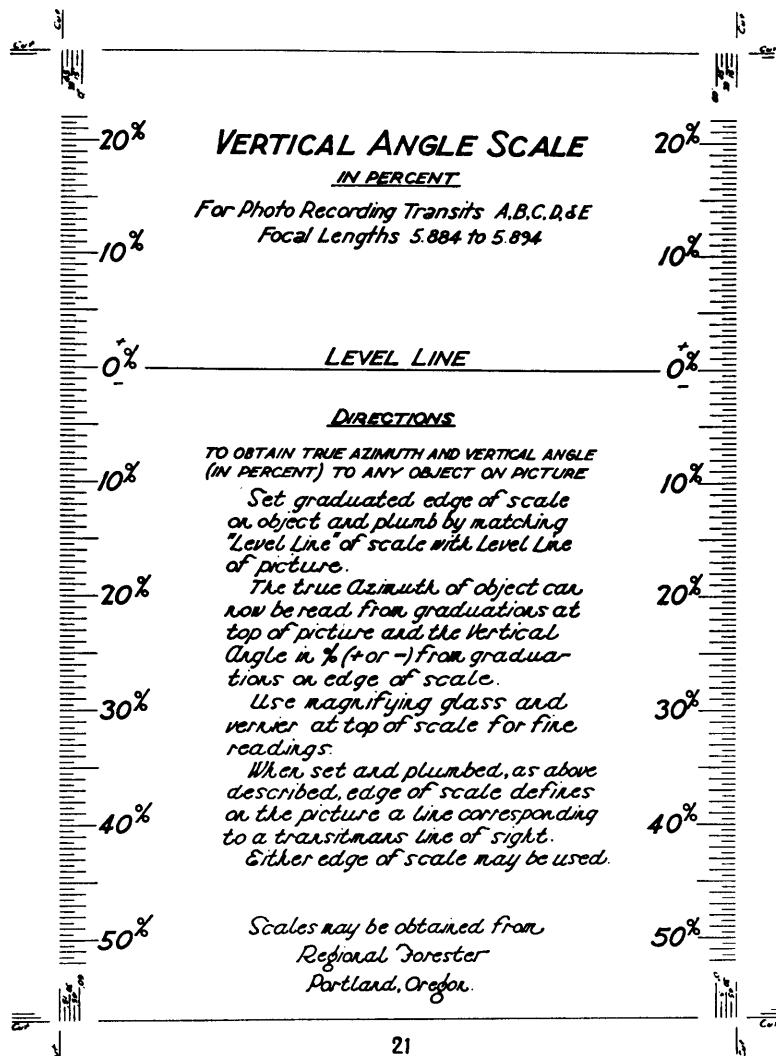 Cut Cut
Cut Cut
20% VERTICAL ANGLE SCALE 20%
IN PERCENT
For Photo Recording Transits A,B,C,D,&E
Focal Lengths 5.884 to 5.894
10% 10%
+ +
0% LEVEL LINE 0%
- -
DIRECTIONS
TO OBTAIN TRUE AZIMUTH AND VERTICAL ANGLE
(IN PERCENT) TO ANY OBJECT ON PICTURE
10% 10%
Set graduated edge of scale
on object and plumb by matching
"Level Line" of scale with Level Line
of picture.
The true Azimuth of object can
20% 20%
now be read from graduations at
top of picture and the Vertical
Angle in % (+ or -) from gradua-
tions on edge of scale.
Use magnifying glass and
30% 30%
vernier at top of scale for fine
readings.
When set and plumbed, as above
described, edge of scale defines
on the picture a line corresponding
40% 40%
to a transitmans line of sight.
Either edge of scale may be used.
Scales may be obtained from
50% 50%
Regional Forester
Portland, Oregon.
Cut Cut
21